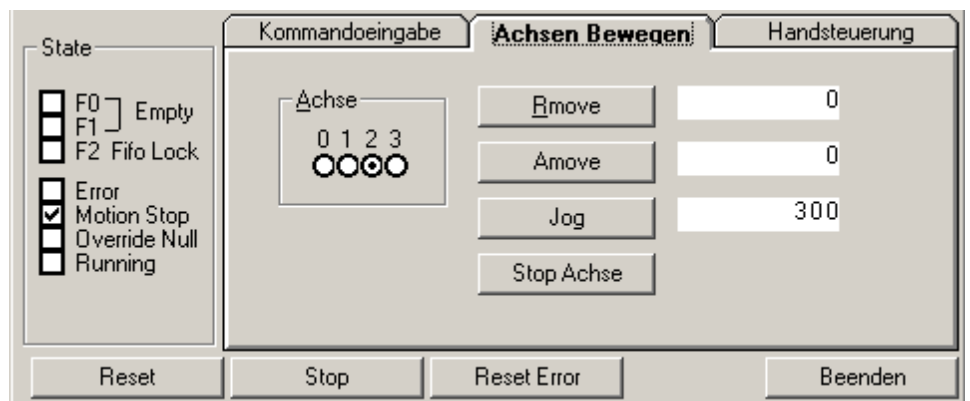 Kommandoeingabe Achsen Bewegen Handsteuerung
State
F0 Empty
F1
F2 Fifo Lock
Error
Motion Stop
Override Null
Running
Achse
0 1 2 3
Rmove 0
Amove 0
Jog 300
Stop Achse
Reset Stop Reset Error Beenden